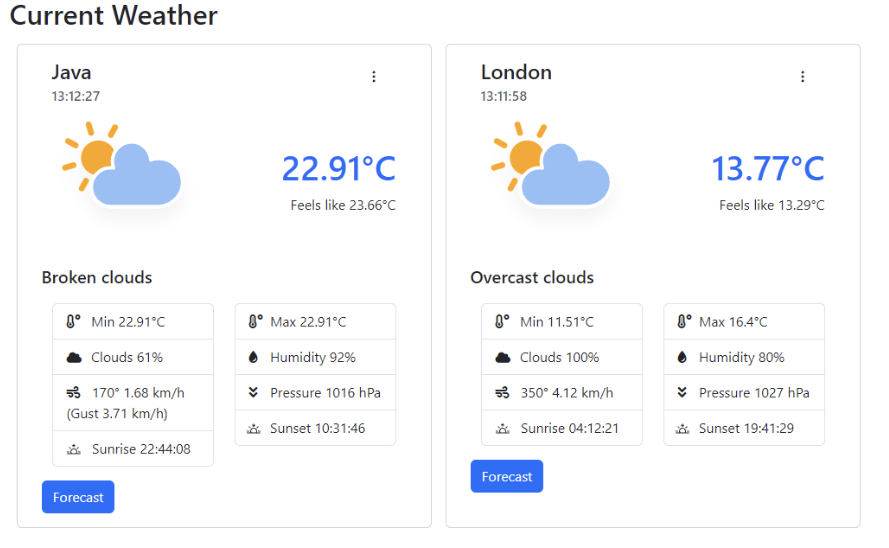 Current Weather
Java
13:12:27
22.91°C
Feels like 23.66°C
Broken clouds
Min 22.91°C
Max 22.91°C
Clouds 61%
Humidity 92%
170° 1.68 km/h
(Gust 3.71 km/h)
Pressure 1016 hPa
Sunrise 22:44:08
Sunset 10:31:46
Forecast
London
13:11:58
13.77°C
Feels like 13.29°C
Overcast clouds
Min 11.51°C
Max 16.4°C
Clouds 100%
Humidity 80%
350° 4.12 km/h
Pressure 1027 hPa
Sunrise 04:12:21
Sunset 19:41:29
Forecast